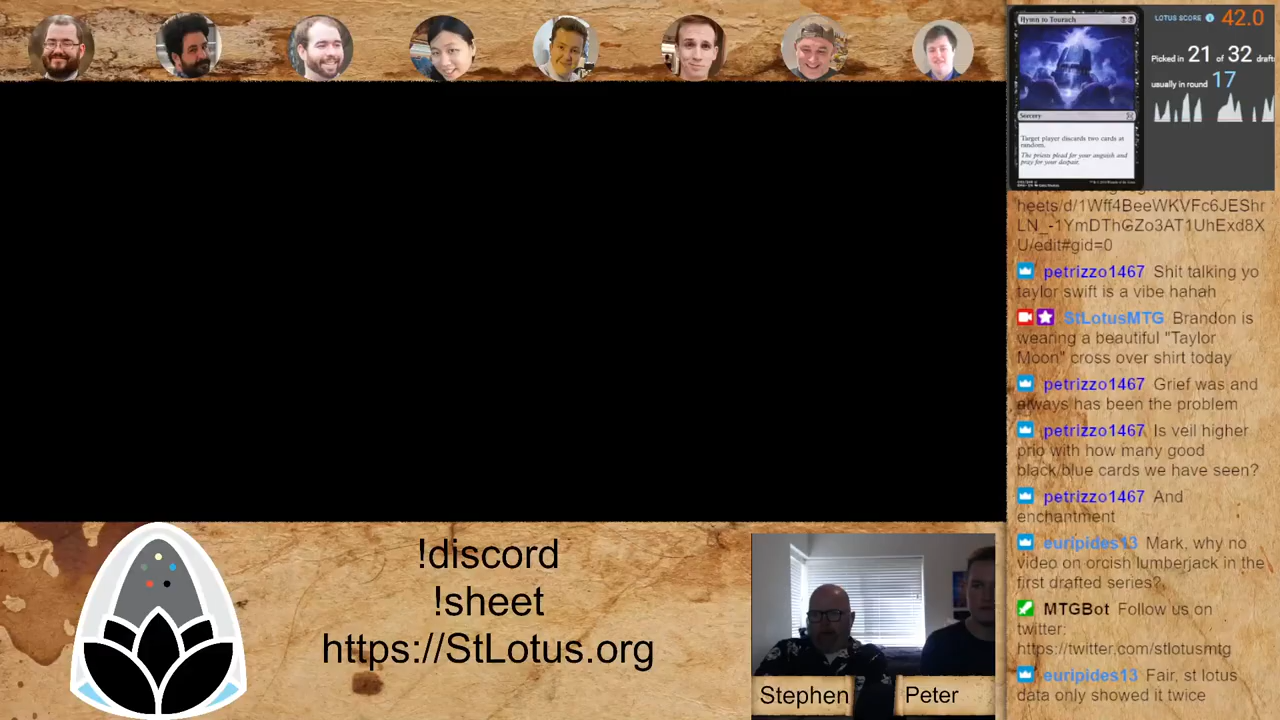 Hymn to Tourach
Sorcery
Target player discards two cards at
random.
The priests plead for your anguish and
pray for your despair.
LOTUS SCORE 42.0
Picked in 21 of 32 draft
usually in round 17
heets/d/1Wff4BeeWKVFc6JEShr
LN_-1YmDThGZo3AT1UhExd8X
U/edit#gid=0
petrizzo1467 Shit talking yo
taylor swift is a vibe hahah
StLotusMTG Brandon is
wearing a beautiful "Taylor
Moon" cross over shirt today
petrizzo1467 Grief was and
always has been the problem
petrizzo1467 Is veil higher
prio with how many good
black/blue cards we have seen?
petrizzo1467 And
enchantment
euripides13 Mark, why no
video on orcish lumberjack in the
first drafted series?
MTGBot Follow us on
twitter:
https://twitter.com/stlotusmtg
euripides13 Fair, st lotus
data only showed it twice
!discord
!sheet
https://StLotus.org
Stephen
Peter